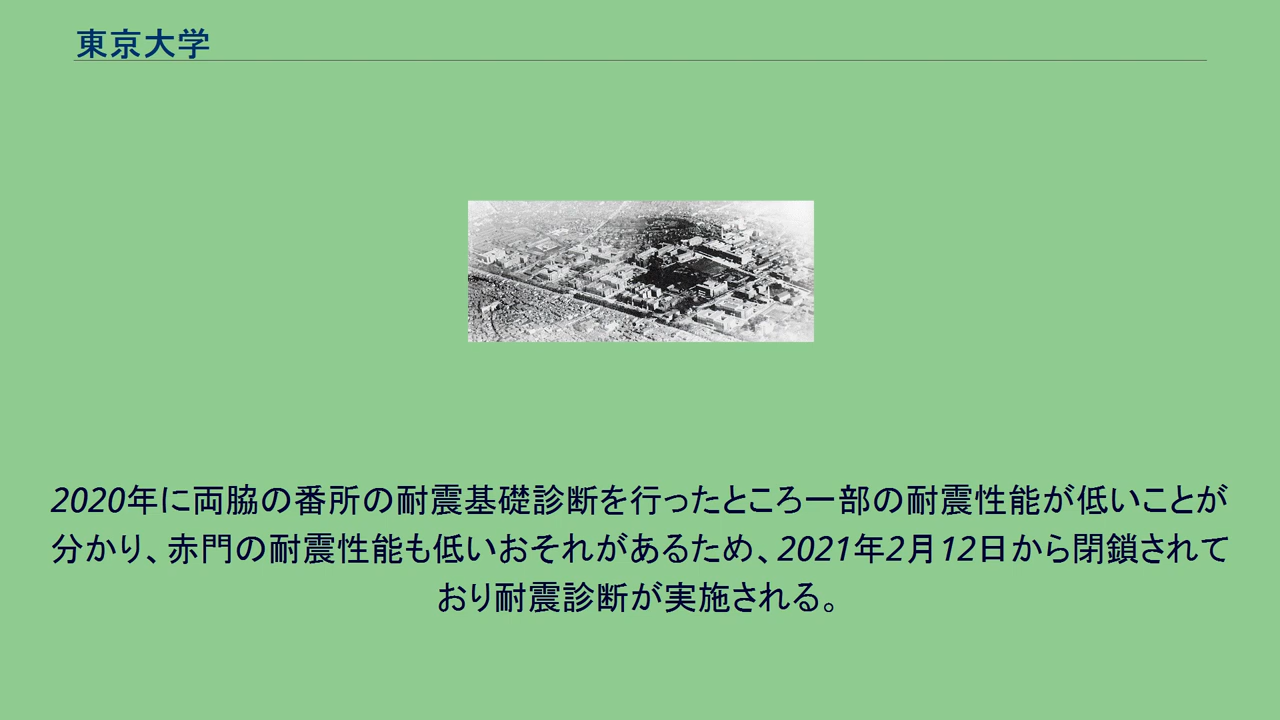 東京大学
2020年に両脇の番所の耐震基礎診断を行ったところ一部の耐震性能が低いことが
分かり、赤門の耐震性能も低いおそれがあるため、2021年2月12日から閉鎖されて
おり耐震診断が実施される。